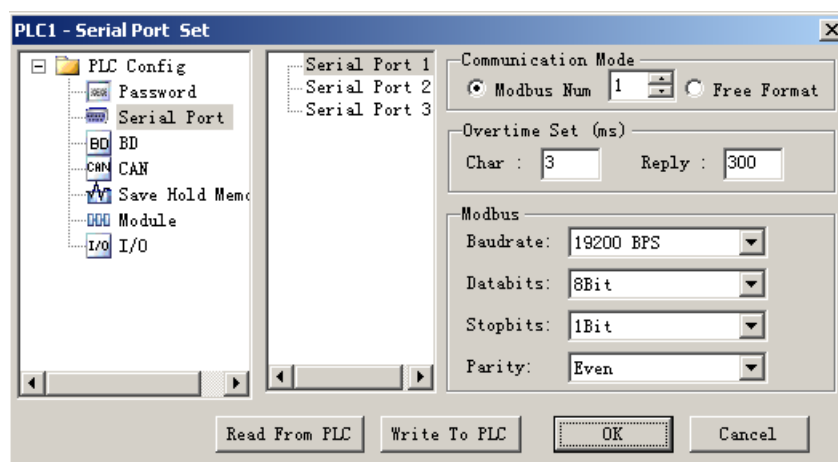 PLC1 - Serial Port Set
PLC Config
Password
Serial Port
BD BD
CAN CAN
Save Hold Memo
Module
I/O I/O
Serial Port 1
Serial Port 2
Serial Port 3
Communication Mode
Modbus Num 1 Free Format
Overtime Set (ms)
Char : 3 Reply : 300
Modbus
Baudrate: 19200 BPS
Databits: 8Bit
Stopbits: 1Bit
Parity: Even
Read From PLC Write To PLC OK Cancel